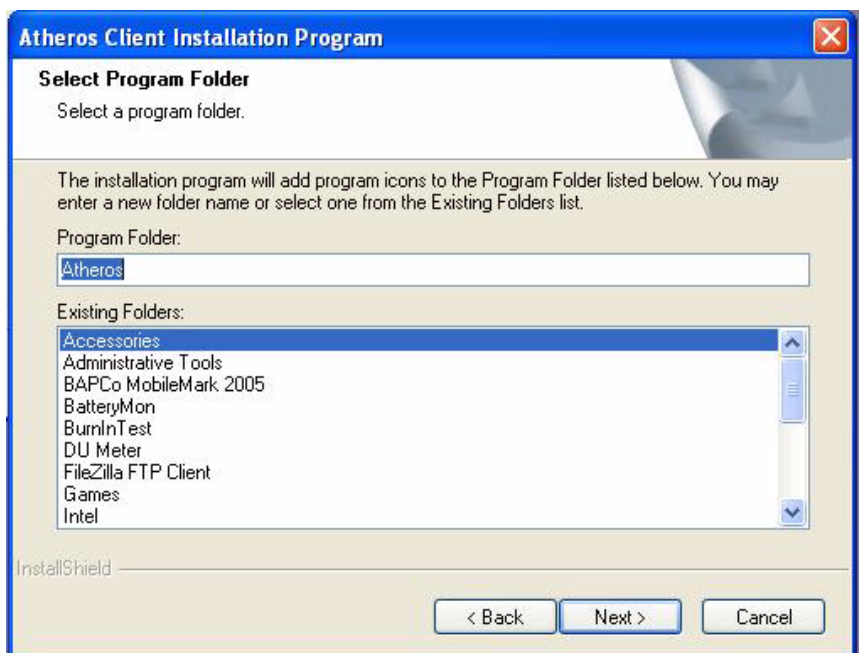 Atheros Client Installation Program
Select Program Folder
Select a program folder.
The installation program will add program icons to the Program Folder listed below. You may
enter a new folder name or select one from the Existing Folders list.
Program Folder:
Atheros
Existing Folders:
Accessories
Administrative Tools
BAPCo MobileMark 2005
BatteryMon
BurnInTest
DU Meter
FileZilla FTP Client
Games
Intel
InstallShield
< Back
Next >
Cancel